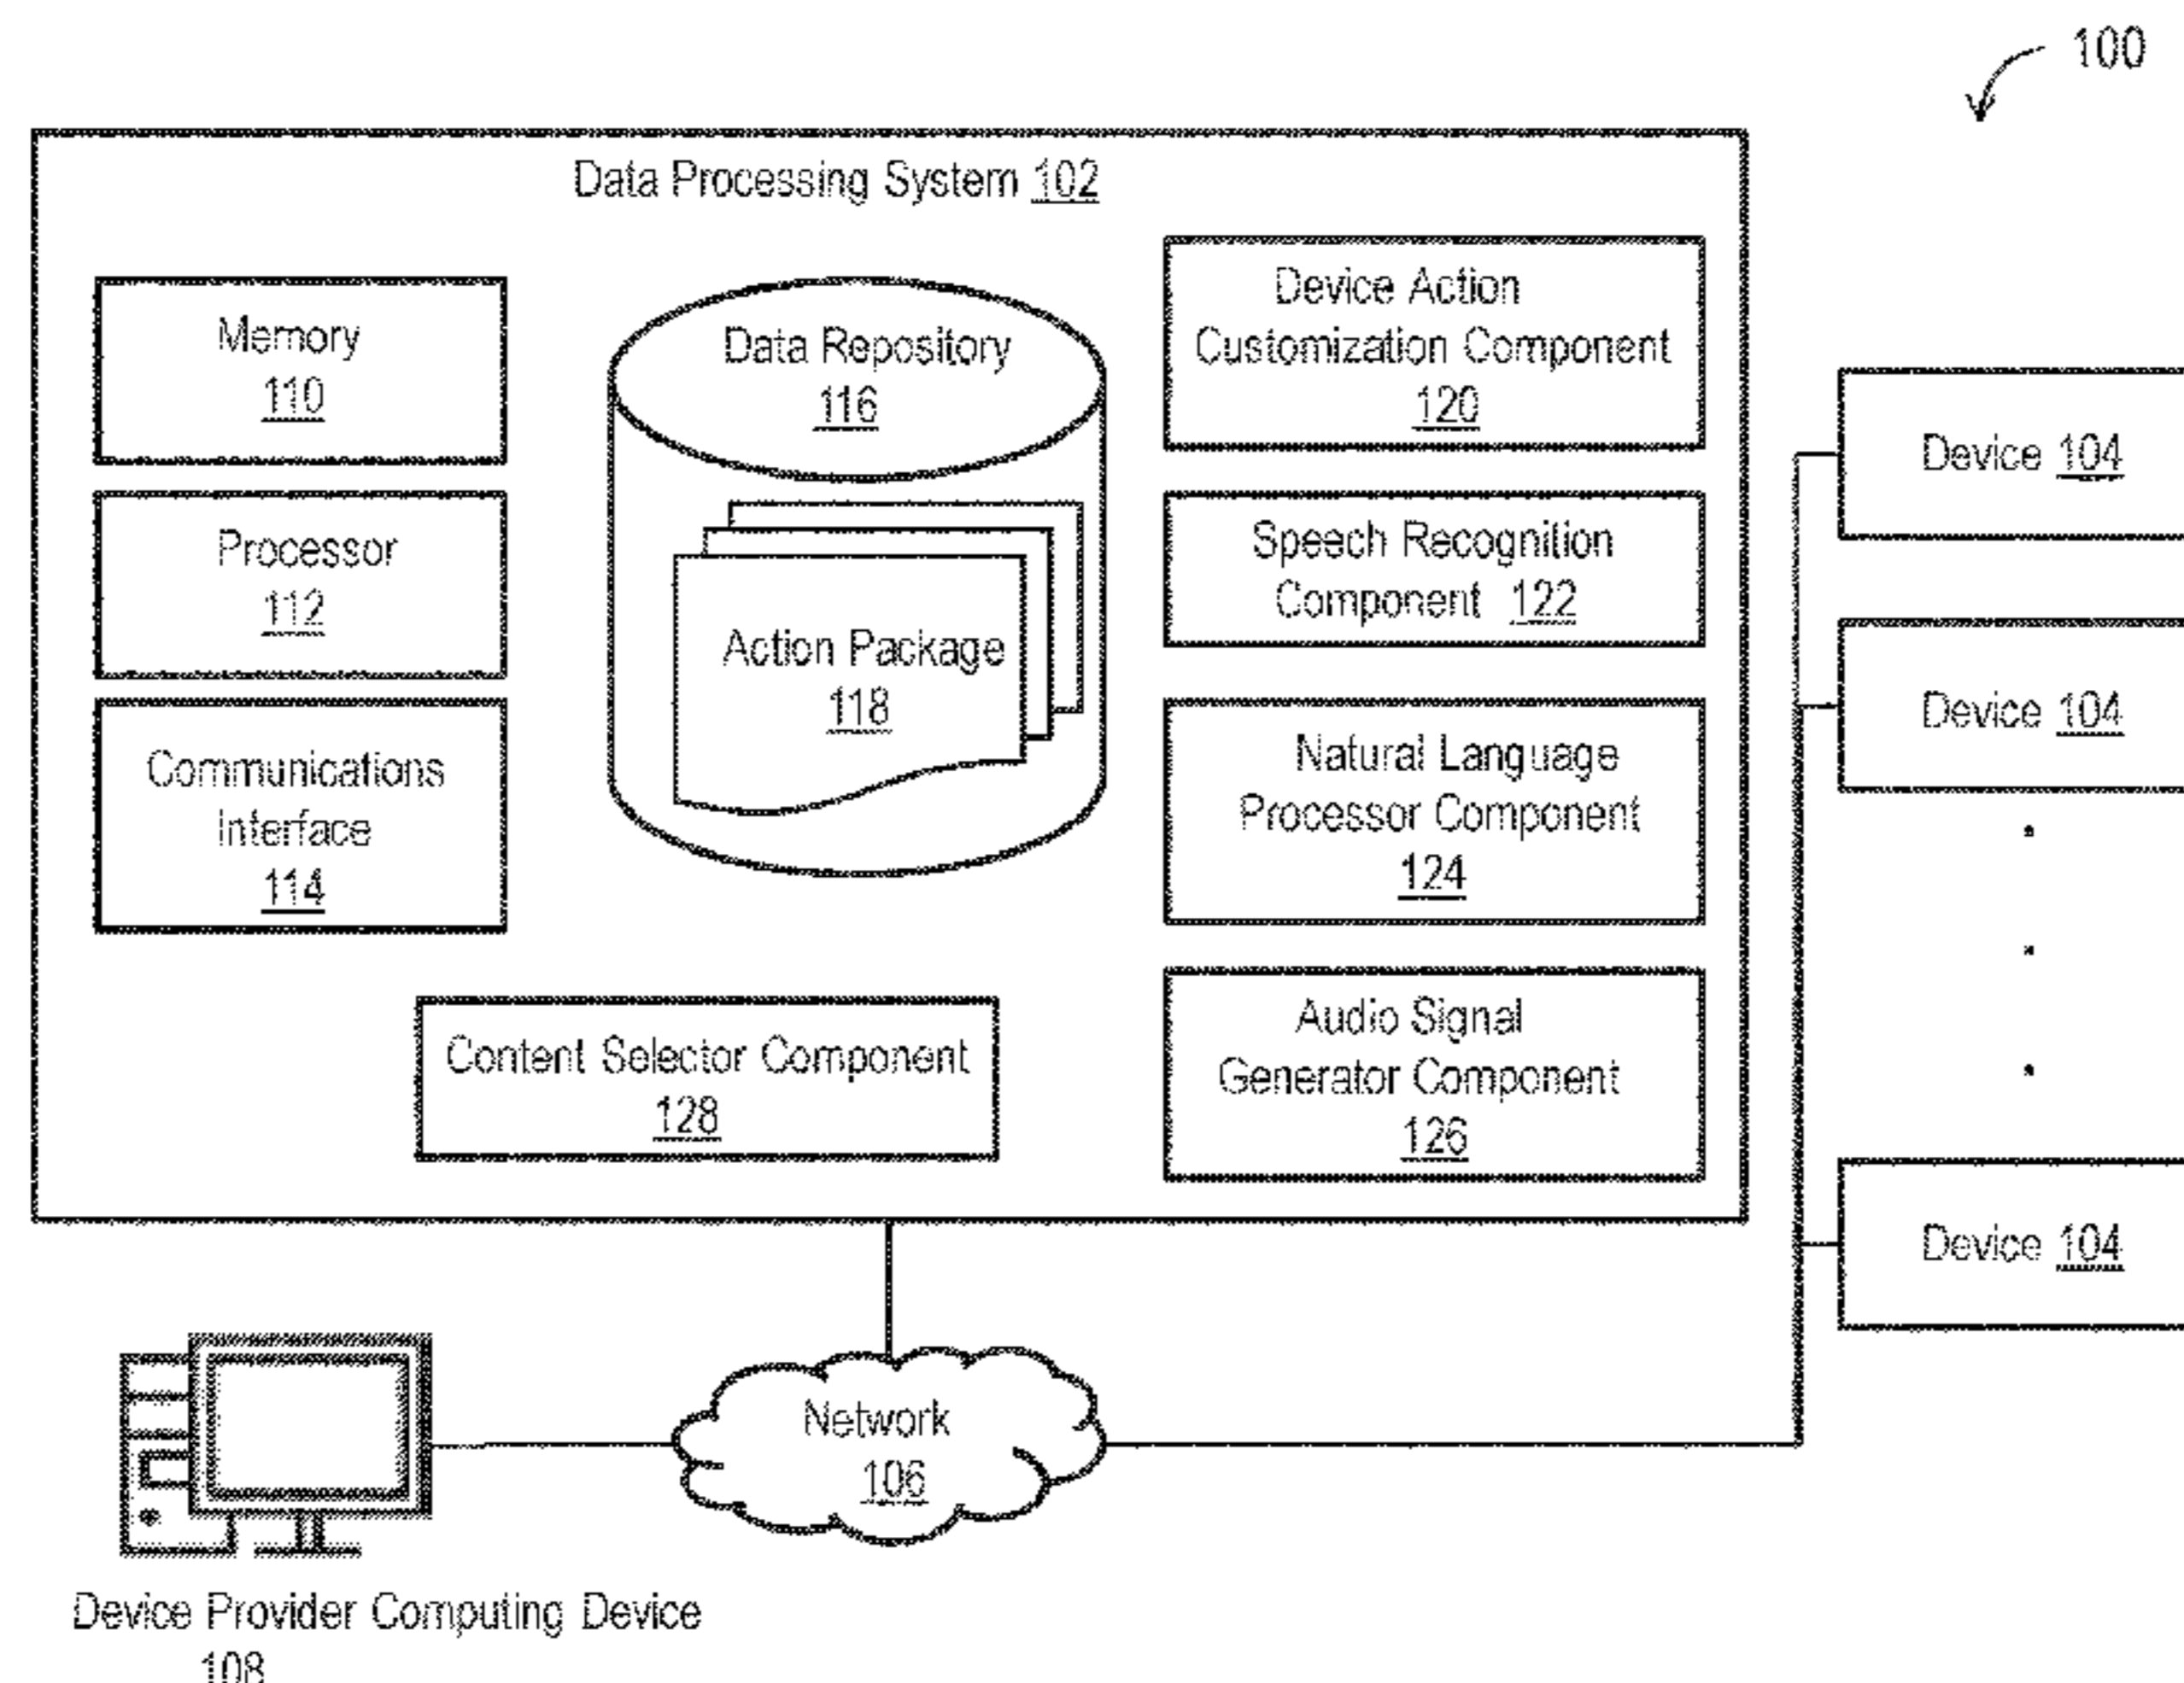 100
Data Processing System 102
Memory
110
Processor
112
Communications
Interface
114
Data Repository
116
Action Package
118
Device Action
Customization Component
120
Speech Recognition
Component 122
Natural Language
Processor Component
124
Audio Signal
Generator Component
126
Content Selector Component
128
Device 104
Device 104
Device 104
Network
106
Device Provider Computing Device
108